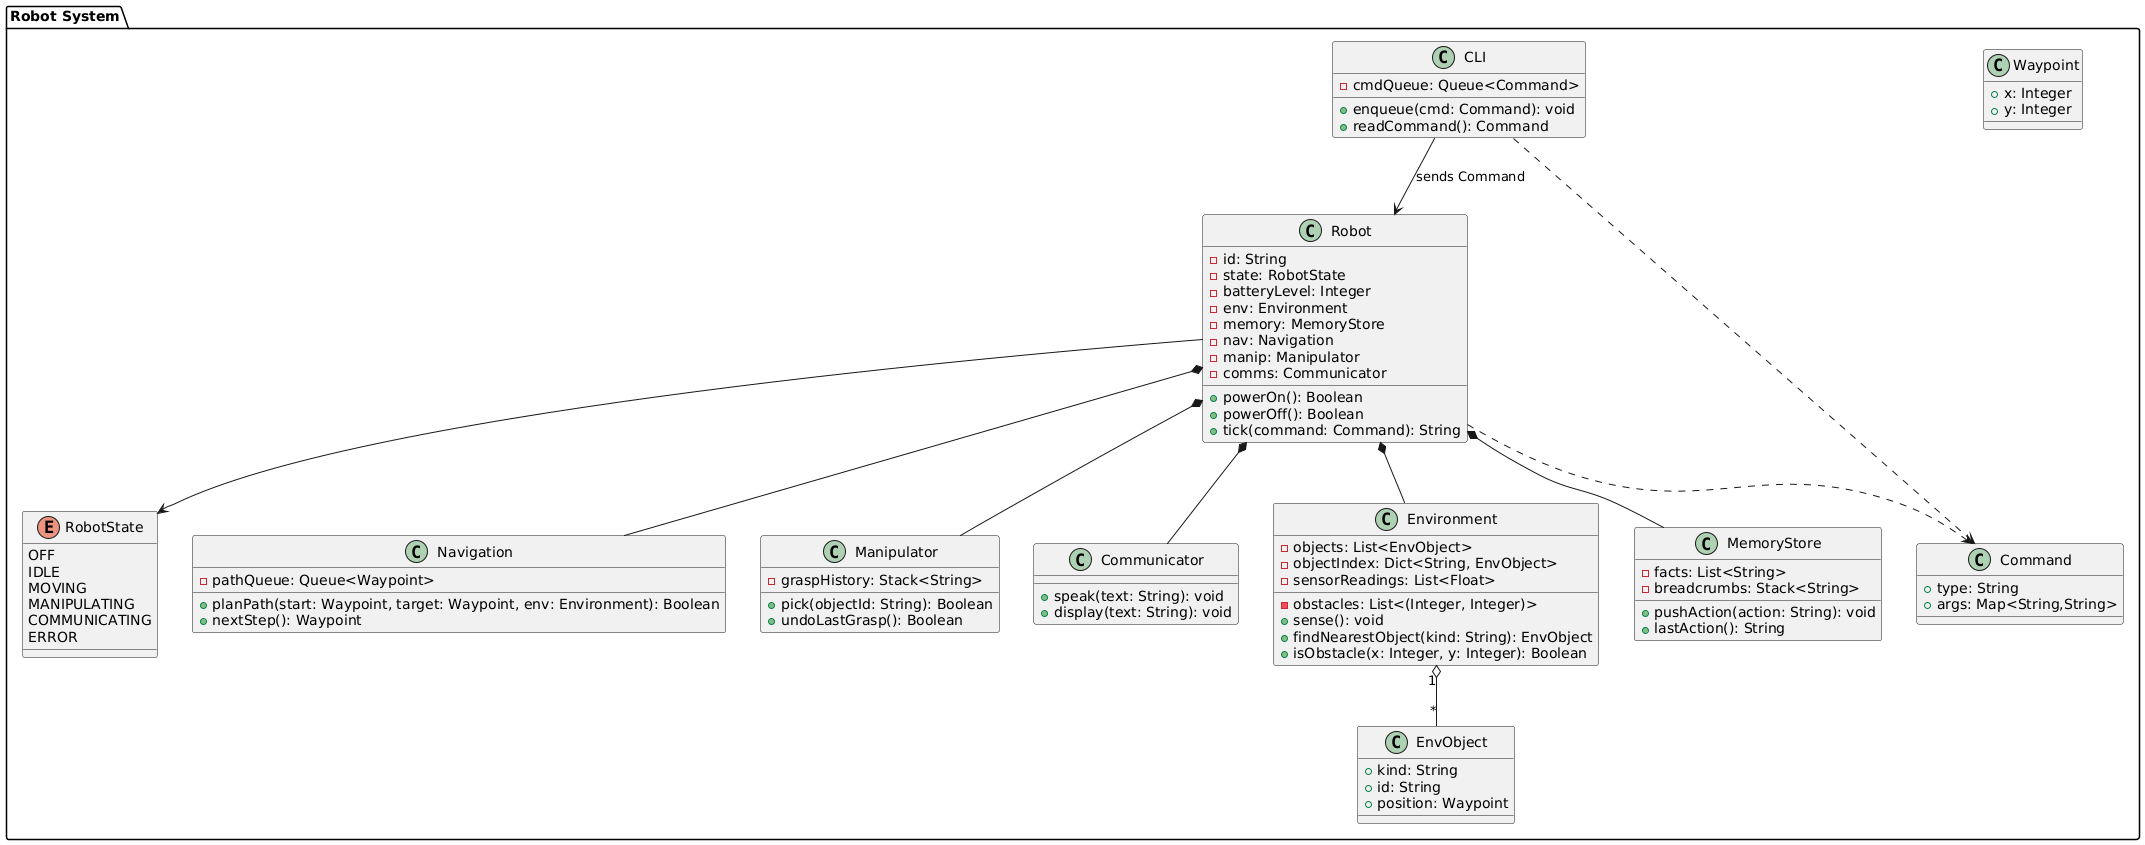 Robot System
C CLI
cmdQueue: Queue<Command>
enqueue(cmd: Command): void
readCommand(): Command
C Waypoint
x: Integer
y: Integer
sends Command
C Robot
id: String
state: RobotState
batteryLevel: Integer
env: Environment
memory: MemoryStore
nav: Navigation
manip: Manipulator
comms: Communicator
powerOn(): Boolean
powerOff(): Boolean
tick(command: Command): String
E RobotState
OFF
IDLE
MOVING
MANIPULATING
COMMUNICATING
ERROR
C Navigation
pathQueue: Queue<Waypoint>
planPath(start: Waypoint, target: Waypoint, env: Environment): Boolean
nextStep(): Waypoint
C Manipulator
graspHistory: Stack<String>
pick(objectId: String): Boolean
undoLastGrasp(): Boolean
C Communicator
speak(text: String): void
display(text: String): void
C Environment
objects: List<EnvObject>
objectIndex: Dict<String, EnvObject>
sensorReadings: List<Float>
obstacles: List<(Integer, Integer)>
sense(): void
findNearestObject(kind: String): EnvObject
isObstacle(x: Integer, y: Integer): Boolean
C MemoryStore
facts: List<String>
breadcrumbs: Stack<String>
pushAction(action: String): void
lastAction(): String
C Command
type: String
args: Map<String,String>
1
*
C EnvObject
kind: String
id: String
position: Waypoint